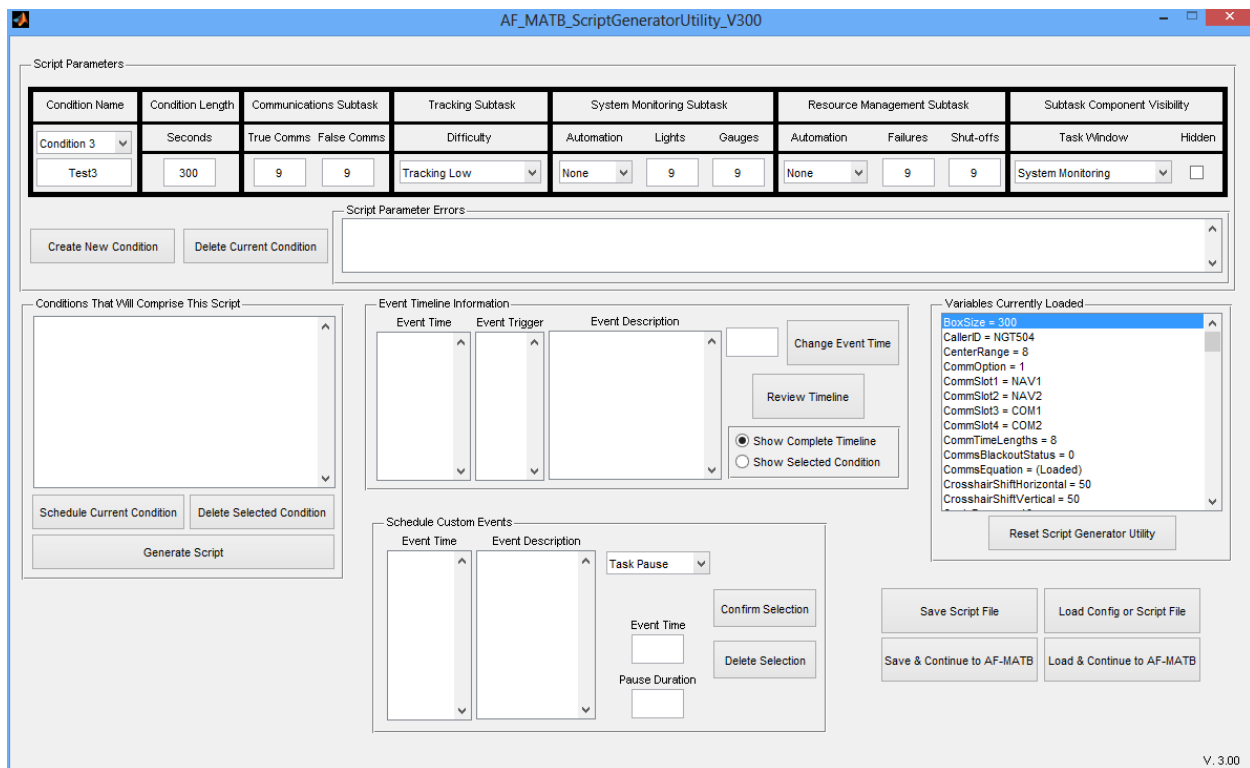 AF_MATB_ScriptGeneratorUtility_V300
Script Parameters
Condition Name Condition Length Communications Subtask Tracking Subtask System Monitoring Subtask Resource Management Subtask Subtask Component Visibility
Condition 3 Seconds True Comms False Comms Difficulty Automation Lights Gauges Automation Failures Shut-offs Task Window Hidden
Test3 300 9 9 Tracking Low None 9 9 None 9 9 System Monitoring
Script Parameter Errors
Create New Condition Delete Current Condition
Conditions That Will Comprise This Script
Schedule Current Condition Delete Selected Condition
Generate Script
Event Timeline Information
Event Time Event Trigger Event Description
Change Event Time
Review Timeline
Show Complete Timeline
Show Selected Condition
Variables Currently Loaded
BoxSize = 300
CallerID = NGT504
CenterRange = 8
CommOption = 1
CommSlot1 = NAV1
CommSlot2 = NAV2
CommSlot3 = COM1
CommSlot4 = COM2
CommTimeLengths = 8
CommsBlackoutStatus = 0
CommsEquation = (Loaded)
CrosshairShiftHorizontal = 50
CrosshairShiftVertical = 50
Reset Script Generator Utility
Schedule Custom Events
Event Time Event Description
Task Pause
Confirm Selection
Event Time
Delete Selection
Pause Duration
Save Script File Load Config or Script File
Save & Continue to AF-MATB Load & Continue to AF-MATB
V. 3.00